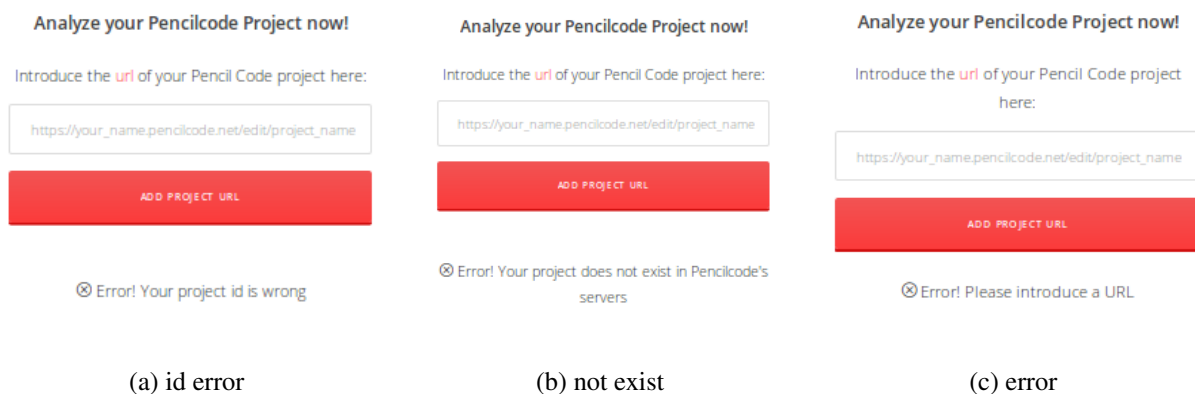 Analyze your Pencilcode Project now!
Introduce the url of your Pencil Code project here:
https://your_name.pencilcode.net/edit/project_name
ADD PROJECT URL
⊗ Error! Your project id is wrong
(a) id error
Analyze your Pencilcode Project now!
Introduce the url of your Pencil Code project here:
https://your_name.pencilcode.net/edit/project_name
ADD PROJECT URL
⊗ Error! Your project does not exist in Pencilcode's
servers
(b) not exist
Analyze your Pencilcode Project now!
Introduce the url of your Pencil Code project
here:
https://your_name.pencilcode.net/edit/project_name
ADD PROJECT URL
⊗ Error! Please introduce a URL
(c) error